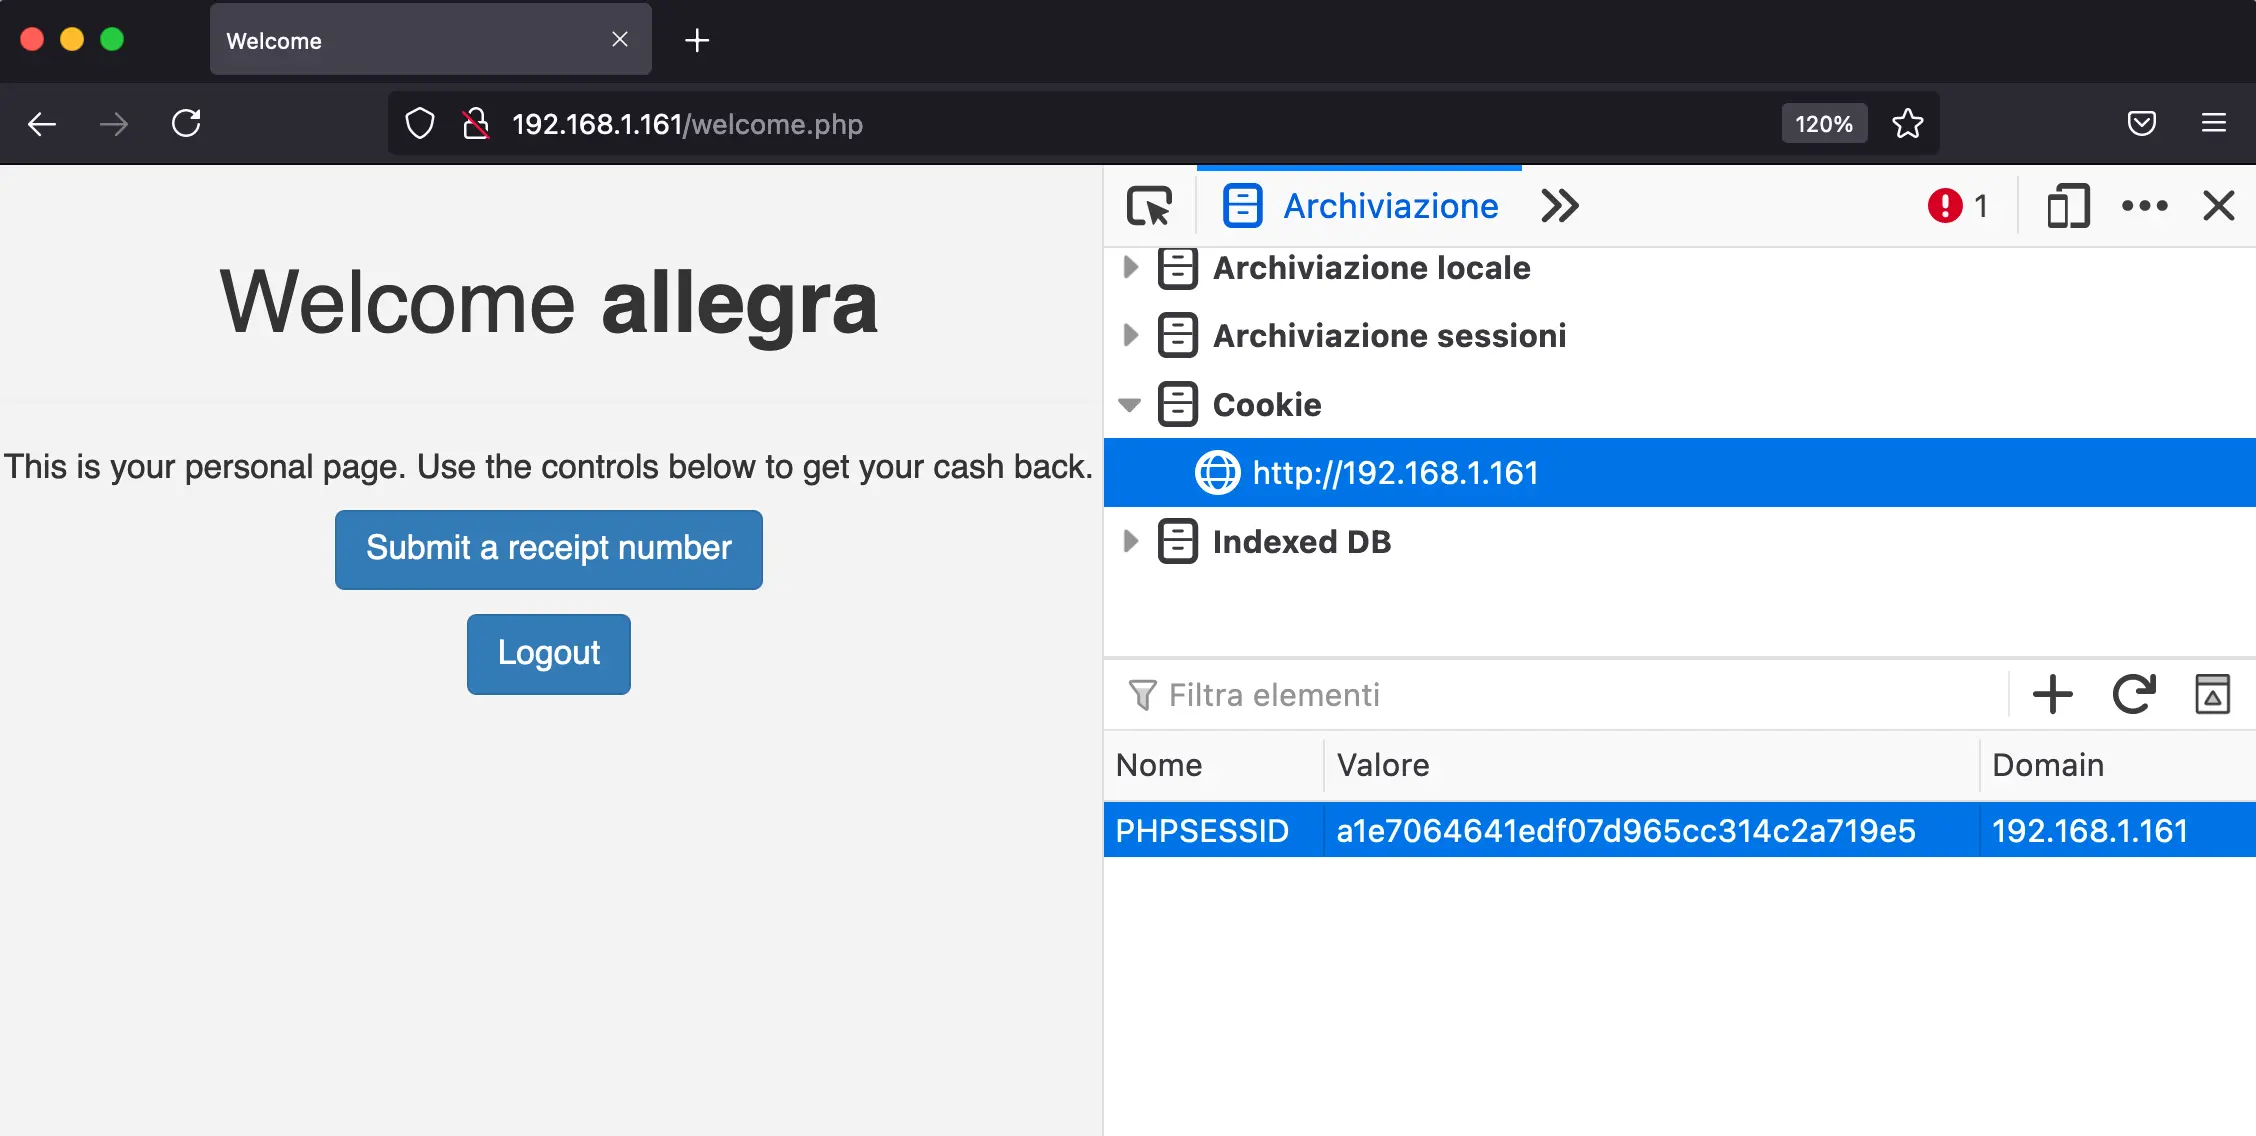 Welcome
192.168.1.161/welcome.php
120%
Welcome allegra
This is your personal page. Use the controls below to get your cash back.
Submit a receipt number
Logout
Archiviazione
1
Archiviazione locale
Archiviazione sessioni
Cookie
http://192.168.1.161
Indexed DB
Filtra elementi
Nome Valore Domain
PHPSESSID a1e7064641edf07d965cc314c2a719e5 192.168.1.161